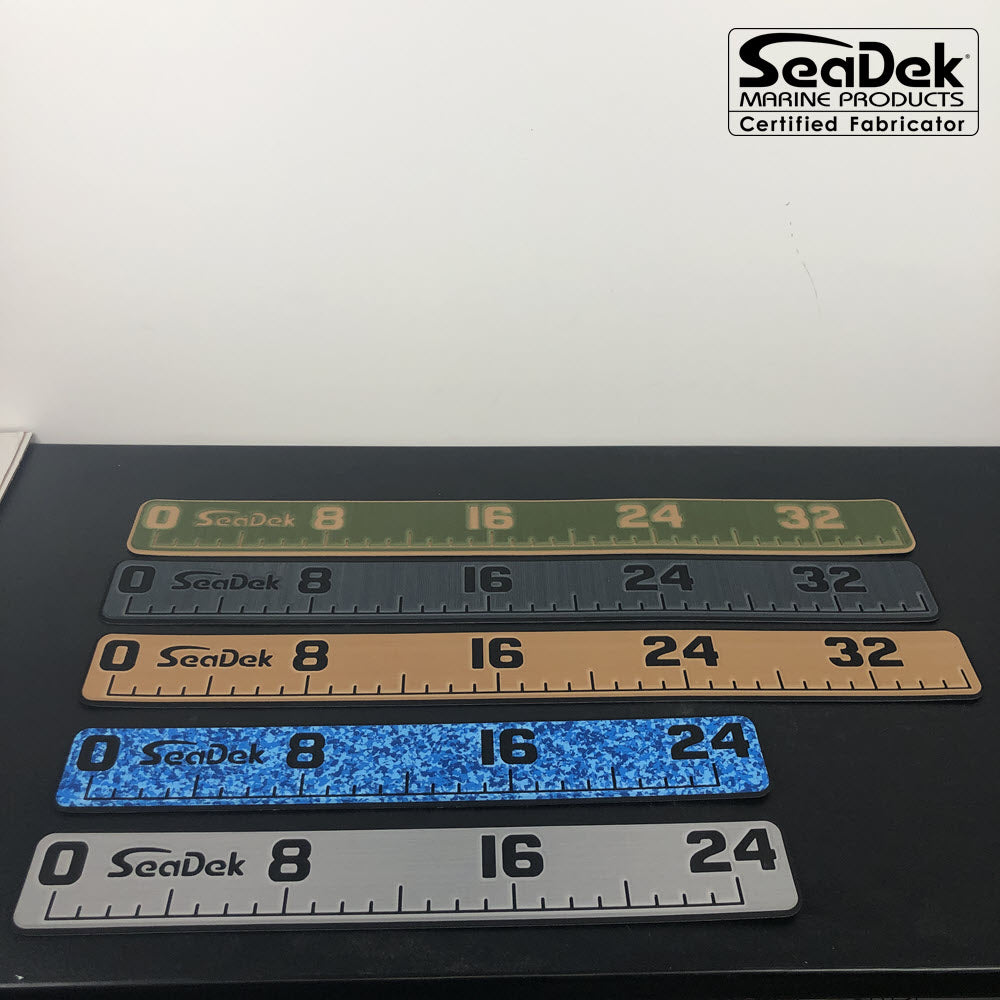 SeaDek®
MARINE PRODUCTS
Certified Fabricator
0 SeaDek 8 16 24 32
0 SeaDek 8 16 24 32
0 SeaDek 8 16 24 32
0 SeaDek 8 16 24
0 SeaDek 8 16 24